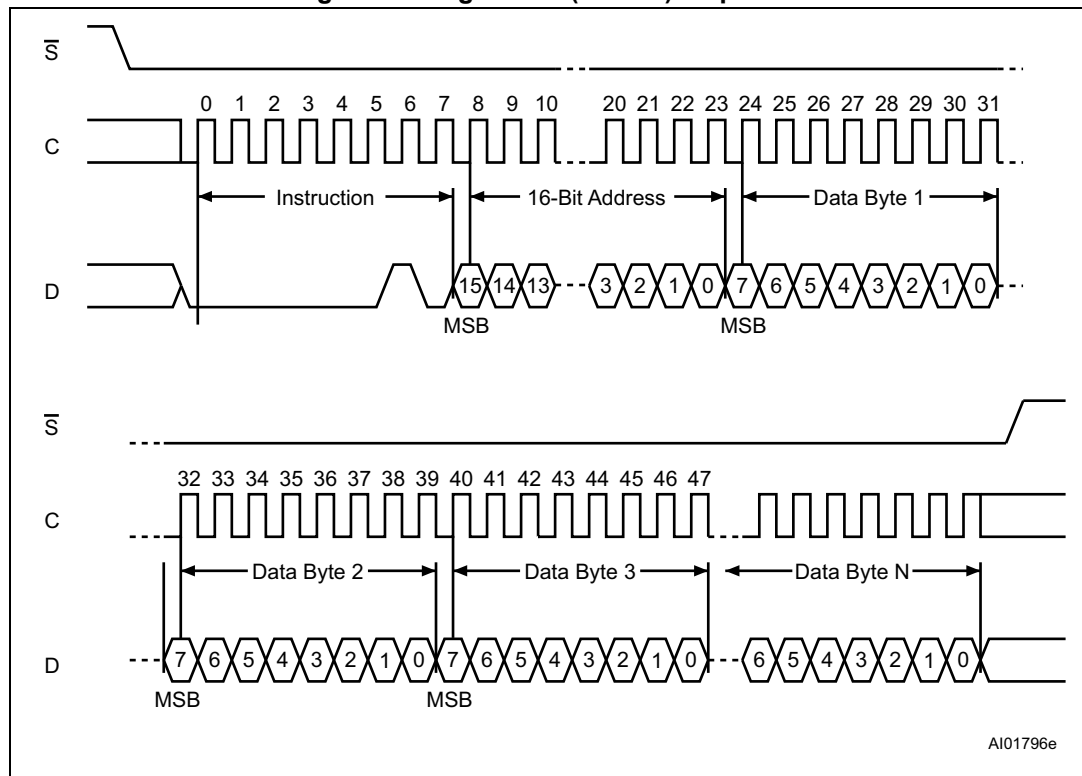 S̅
0 1 2 3 4 5 6 7 8 9 10 20 21 22 23 24 25 26 27 28 29 30 31
C
Instruction 16-Bit Address Data Byte 1
D 15 14 13 3 2 1 0 7 6 5 4 3 2 1 0
MSB MSB
S̅
32 33 34 35 36 37 38 39 40 41 42 43 44 45 46 47
C
Data Byte 2 Data Byte 3 Data Byte N
D 7 6 5 4 3 2 1 0 7 6 5 4 3 2 1 0 6 5 4 3 2 1 0
MSB MSB
AI01796e